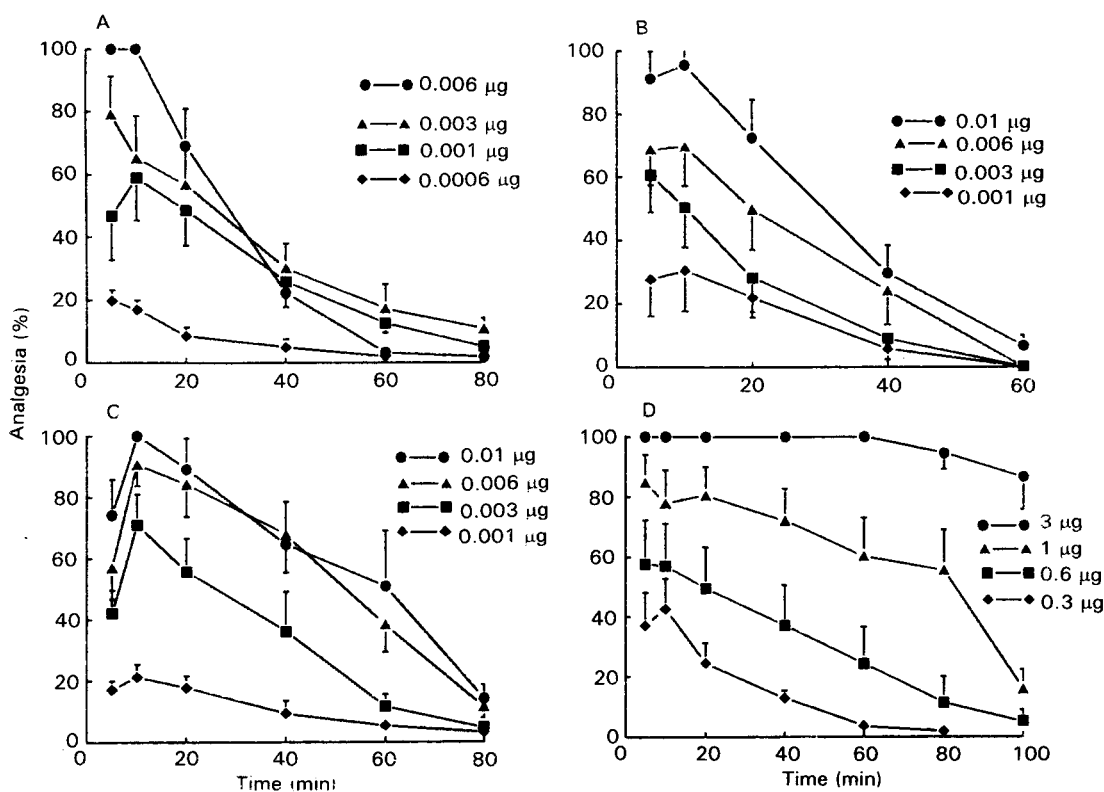 A
100
80
60
40
20
0
0.006 µg
0.003 µg
0.001 µg
0.0006 µg
0
20
40
60
80
B
100
80
60
40
20
0
0.01 µg
0.006 µg
0.003 µg
0.001 µg
0
20
40
60
Analgesia (%)
C
100
80
60
40
20
0
0.01 µg
0.006 µg
0.003 µg
0.001 µg
0
20
40
60
80
Time (min)
D
100
80
60
40
20
0
3 µg
1 µg
0.6 µg
0.3 µg
0
20
40
60
80
100
Time (min)